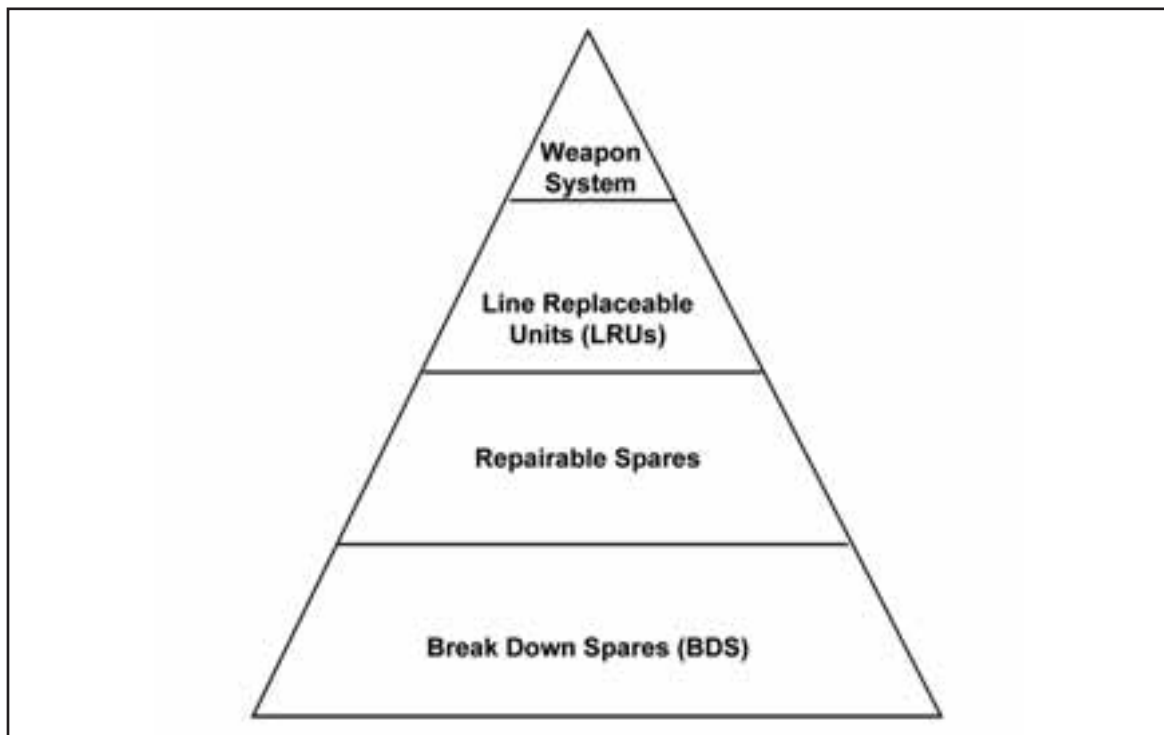 Weapon
System
Line Replaceable
Units (LRUs)
Repairable Spares
Break Down Spares (BDS)